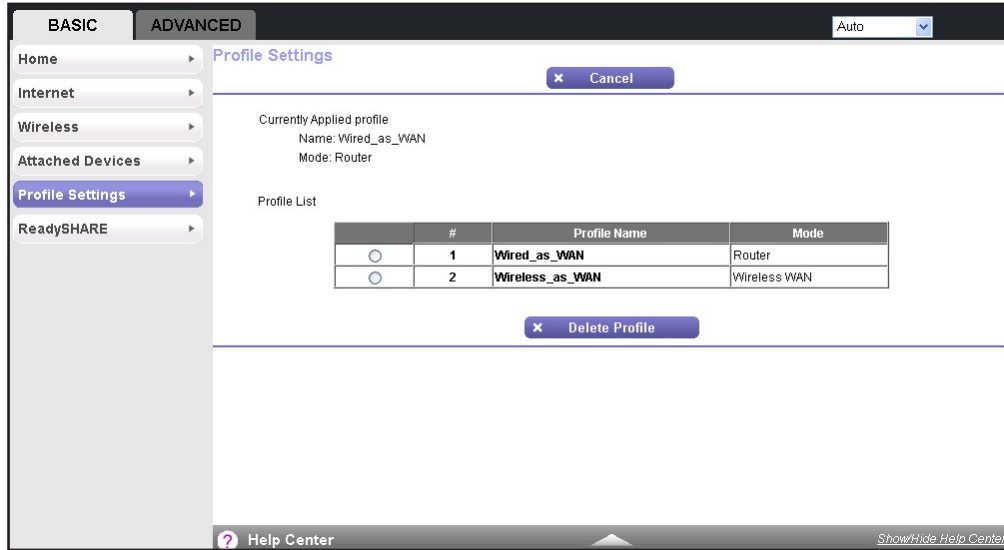 BASIC ADVANCED Auto
Home
Internet
Wireless
Attached Devices
Profile Settings
ReadySHARE
Profile Settings
Cancel
Currently Applied profile
Name: Wired_as_WAN
Mode: Router
Profile List
# Profile Name Mode
1 Wired_as_WAN Router
2 Wireless_as_WAN Wireless WAN
Delete Profile
? Help Center Show/Hide Help Center